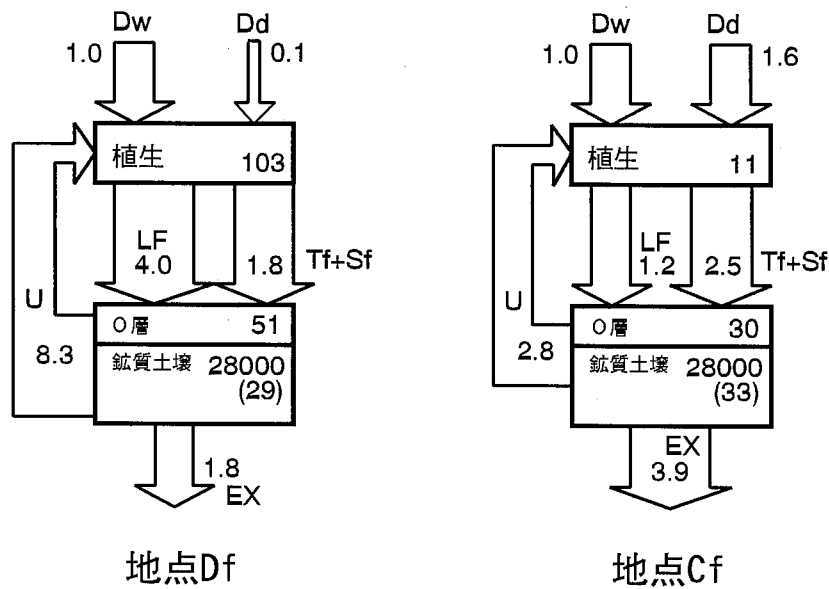 Dw
Dd
1.0
0.1
植生
103
LF
4.0
1.8
Tf+Sf
U
8.3
O層
51
鉱質土壌
28000
(29)
1.8
EX
地点Df
Dw
Dd
1.0
1.6
植生
11
LF
1.2
2.5
Tf+Sf
U
2.8
O層
30
鉱質土壌
28000
(33)
EX
3.9
地点Cf